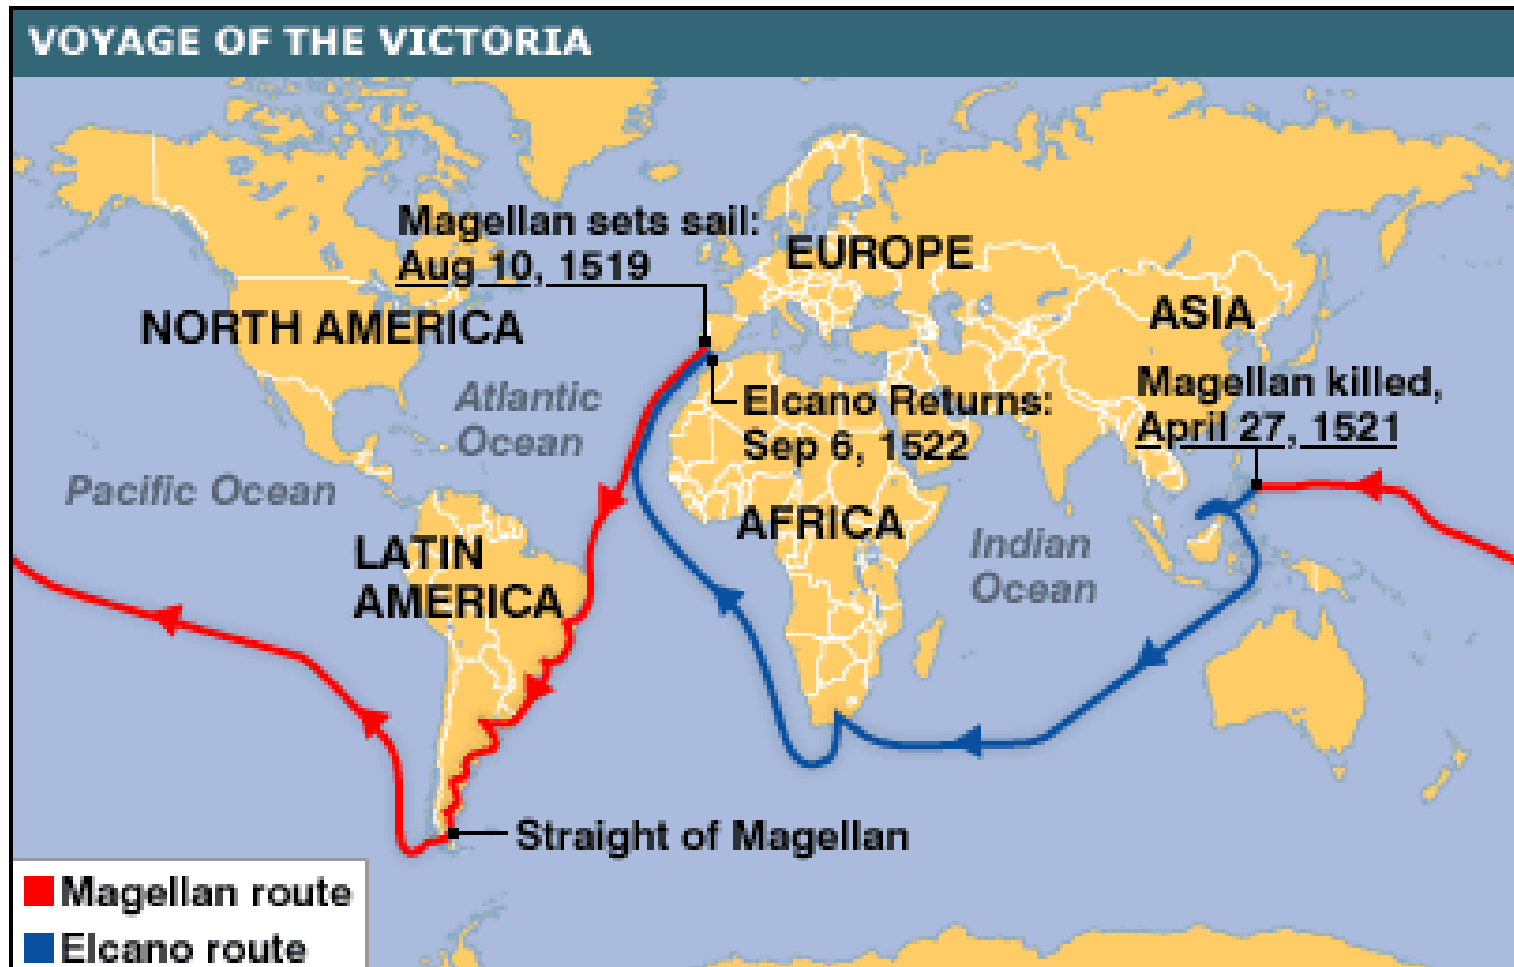 VOYAGE OF THE VICTORIA
Magellan sets sail:
Aug 10, 1519
EUROPE
ASIA
NORTH AMERICA
Magellan killed,
April 27, 1521
Atlantic
Ocean
Elcano Returns:
Sep 6, 1522
Pacific Ocean
AFRICA
Indian
Ocean
LATIN
AMERICA
Straight of Magellan
Magellan route
Elcano route